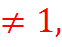 ≠ 1,